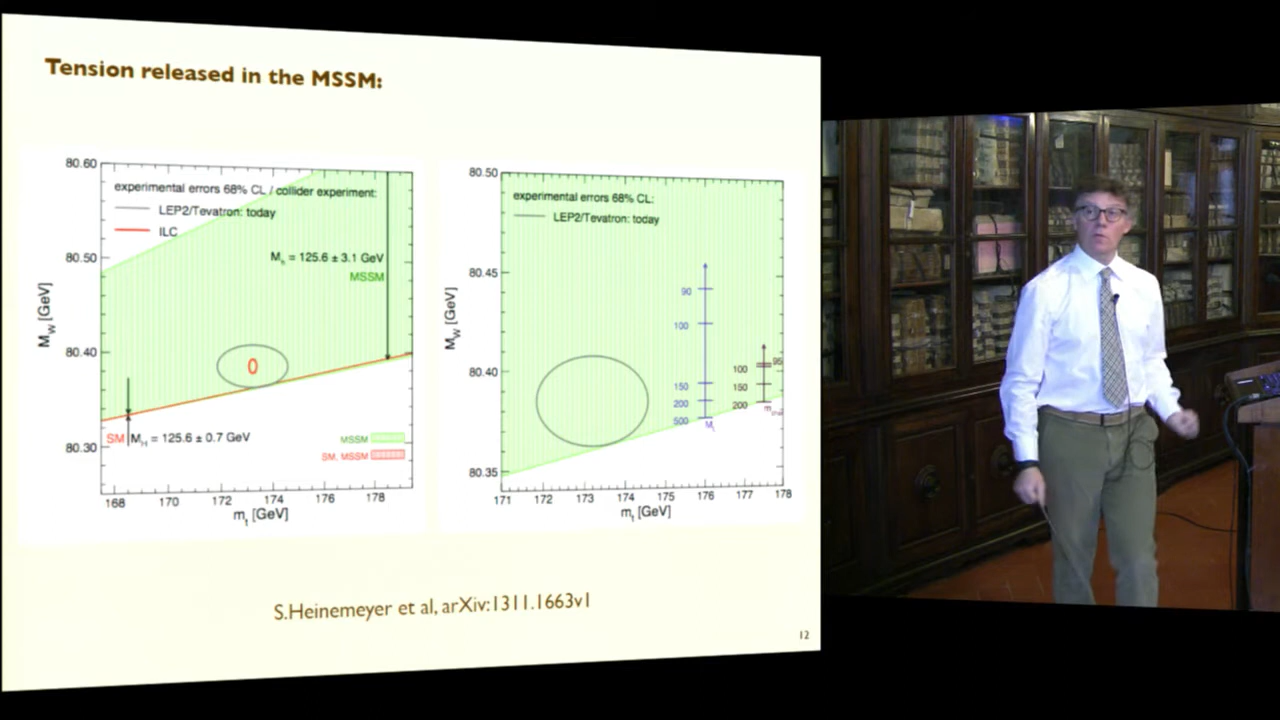 Tension released in the MSSM:
80.60
80.50
80.40
80.30
M_W [GeV]
experimental errors 68% CL / collider experiment:
LEP2/Tevatron: today
ILC
M_h = 125.6 ± 3.1 GeV
MSSM
SM M_H = 125.6 ± 0.7 GeV
MSSM
SM, MSSM
168 170 172 174 176 178
m_t [GeV]
80.50
80.45
80.40
80.35
M_W [GeV]
experimental errors 68% CL:
LEP2/Tevatron: today
90
100
150
200
500
95
100
150
200
171 172 173 174 175 176 177 178
m_t [GeV]
S.Heinemeyer et al, arXiv:1311.1663v1
12